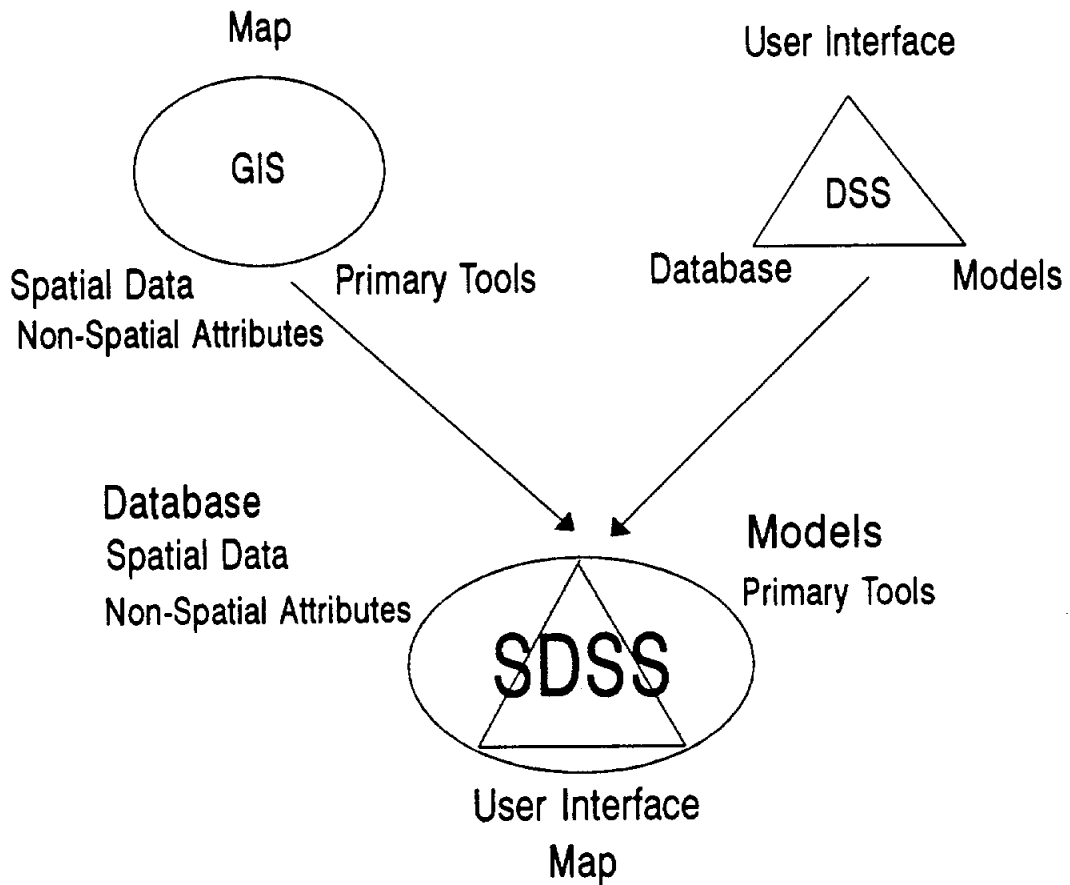 Map
GIS
Spatial Data
Non-Spatial Attributes
Primary Tools
User Interface
DSS
Database
Models
Database
Spatial Data
Non-Spatial Attributes
Models
Primary Tools
SDSS
User Interface
Map